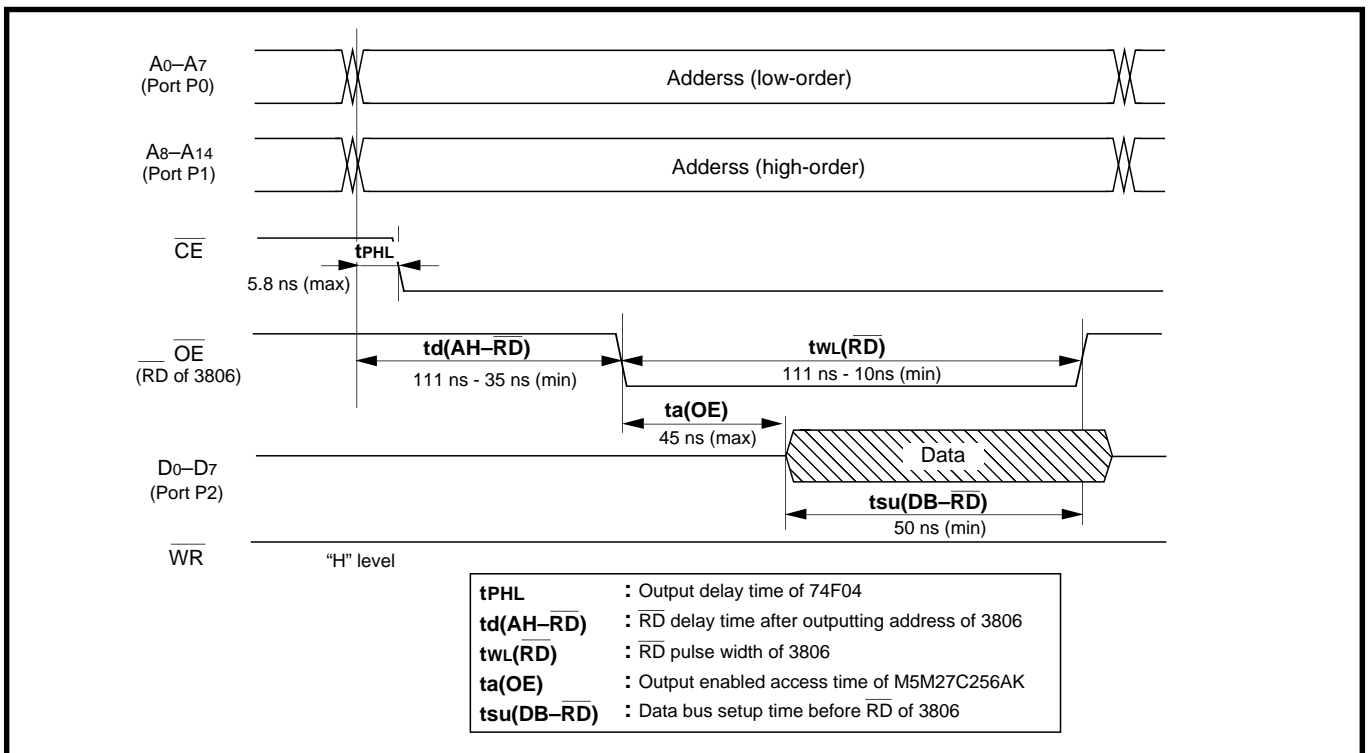 A0–A7
(Port P0)
Adderss (low-order)
A8–A14
(Port P1)
Adderss (high-order)
CE
tPHL
5.8 ns (max)
OE
(RD of 3806)
td(AH–RD)
111 ns - 35 ns (min)
tWL(RD)
111 ns - 10ns (min)
ta(OE)
45 ns (max)
D0–D7
(Port P2)
Data
tsu(DB–RD)
50 ns (min)
WR
“H” level
tPHL : Output delay time of 74F04
td(AH–RD) : RD delay time after outputting address of 3806
tWL(RD) : RD pulse width of 3806
ta(OE) : Output enabled access time of M5M27C256AK
tsu(DB–RD) : Data bus setup time before RD of 3806